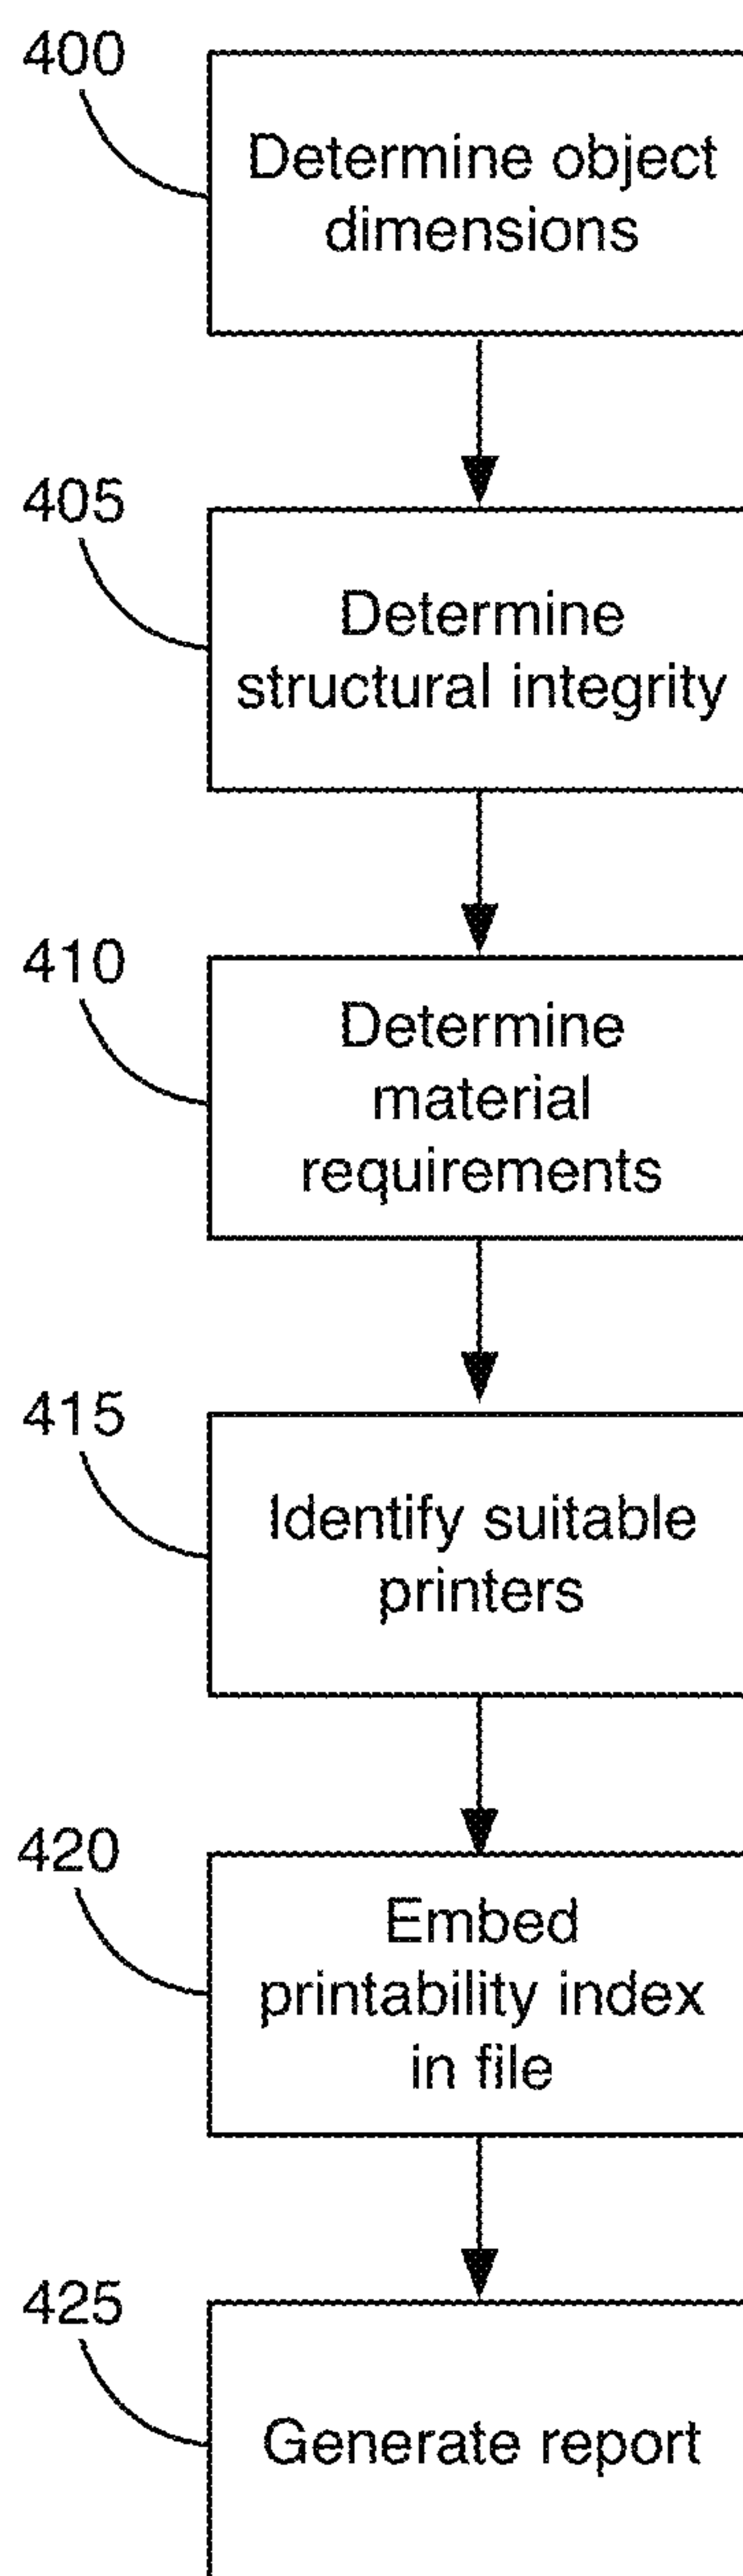 400
Determine object
dimensions
405
Determine
structural integrity
410
Determine
material
requirements
415
Identify suitable
printers
420
Embed
printability index
in file
425
Generate report